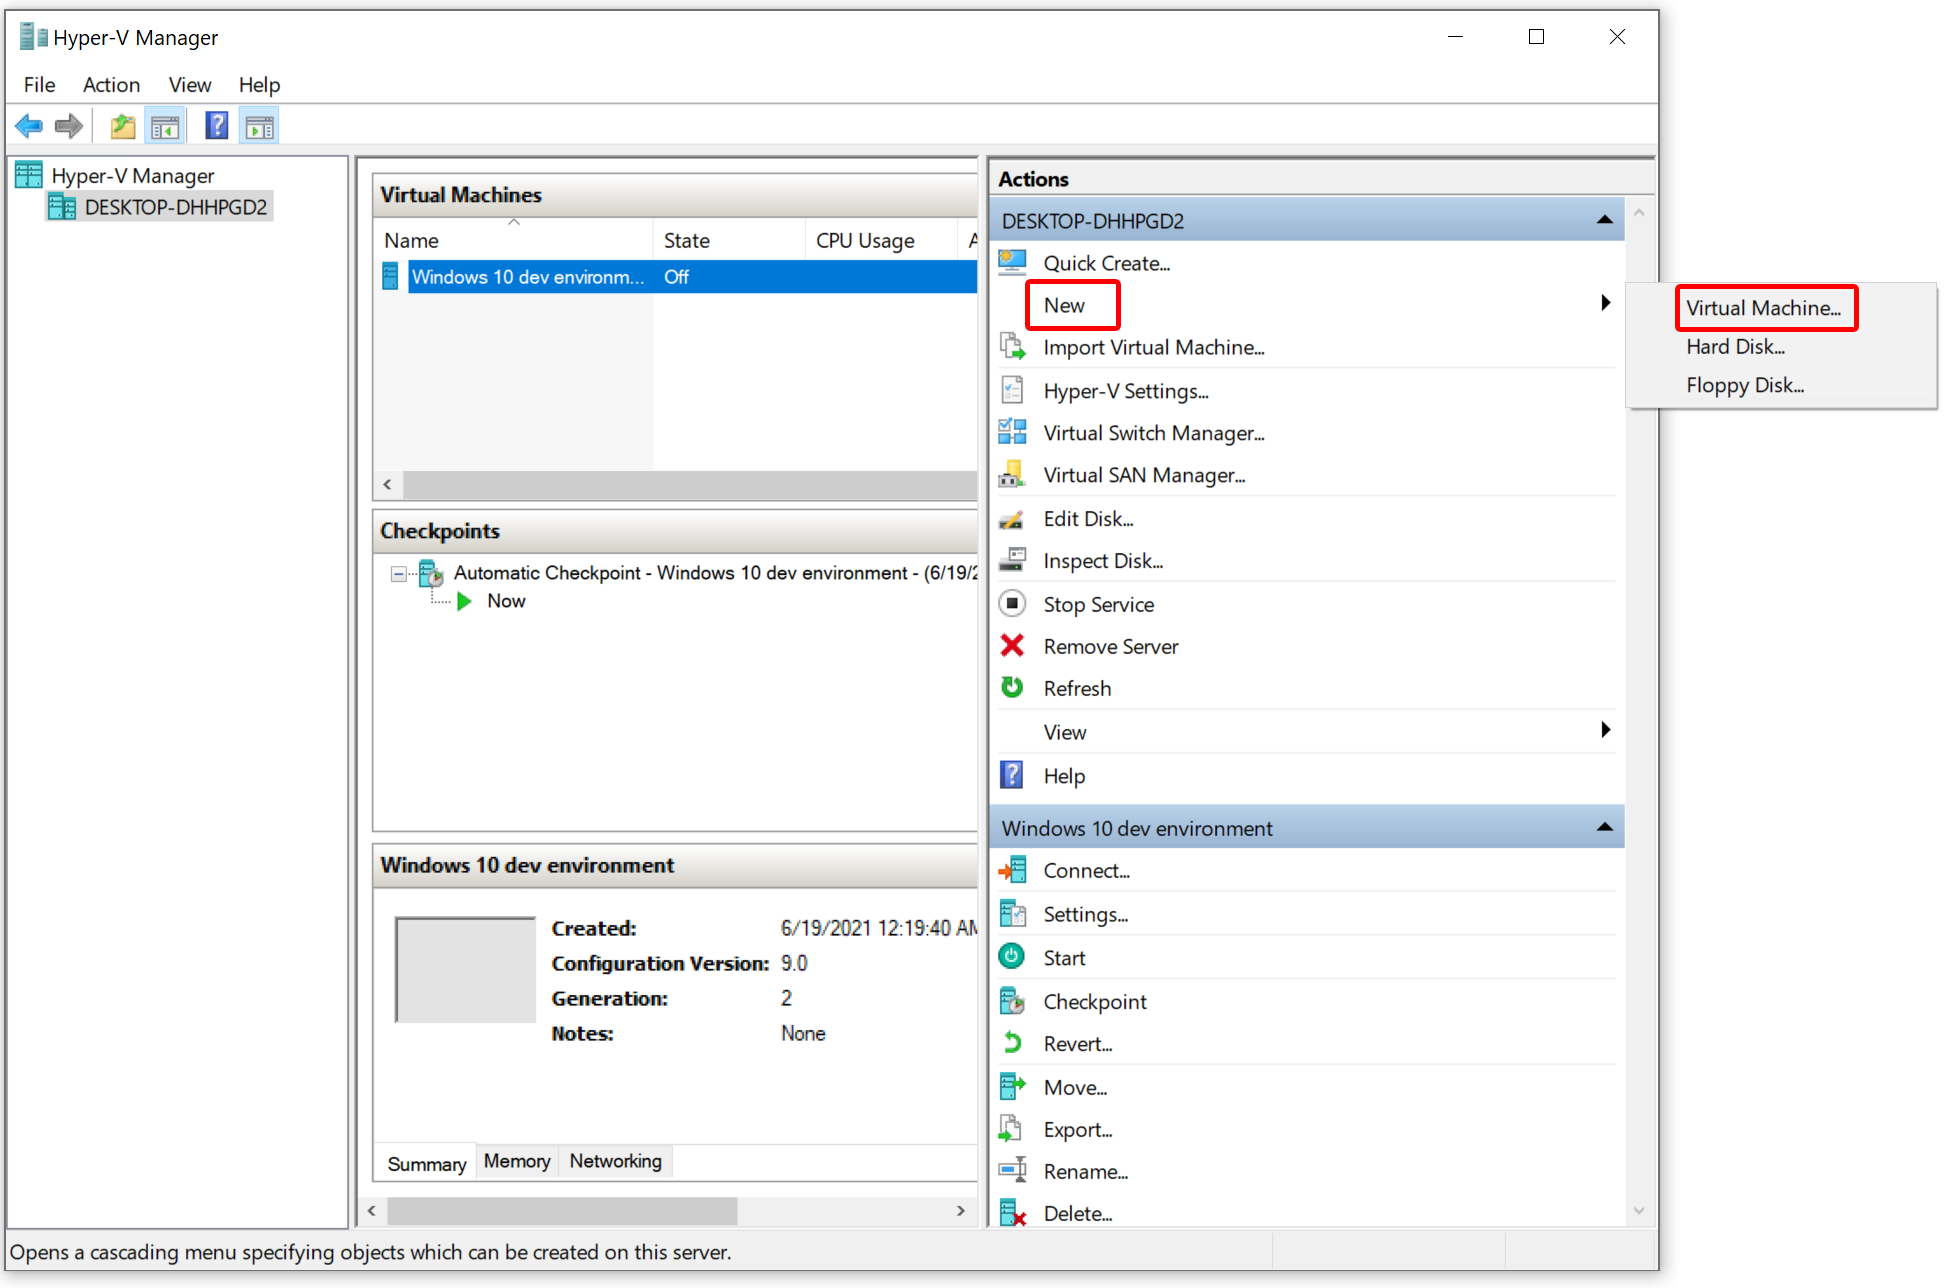 Hyper-V Manager
File Action View Help
Hyper-V Manager
DESKTOP-DHHPGD2
Virtual Machines
Name State CPU Usage A
Windows 10 dev environm... Off
Checkpoints
Automatic Checkpoint - Windows 10 dev environment - (6/19/2
Now
Windows 10 dev environment
Created: 6/19/2021 12:19:40 AM
Configuration Version: 9.0
Generation: 2
Notes: None
Summary Memory Networking
Actions
DESKTOP-DHHPGD2
Quick Create...
New
Import Virtual Machine...
Hyper-V Settings...
Virtual Switch Manager...
Virtual SAN Manager...
Edit Disk...
Inspect Disk...
Stop Service
Remove Server
Refresh
View
Help
Windows 10 dev environment
Connect...
Settings...
Start
Checkpoint
Revert...
Move...
Export...
Rename...
Delete...
Virtual Machine...
Hard Disk...
Floppy Disk...
Opens a cascading menu specifying objects which can be created on this server.